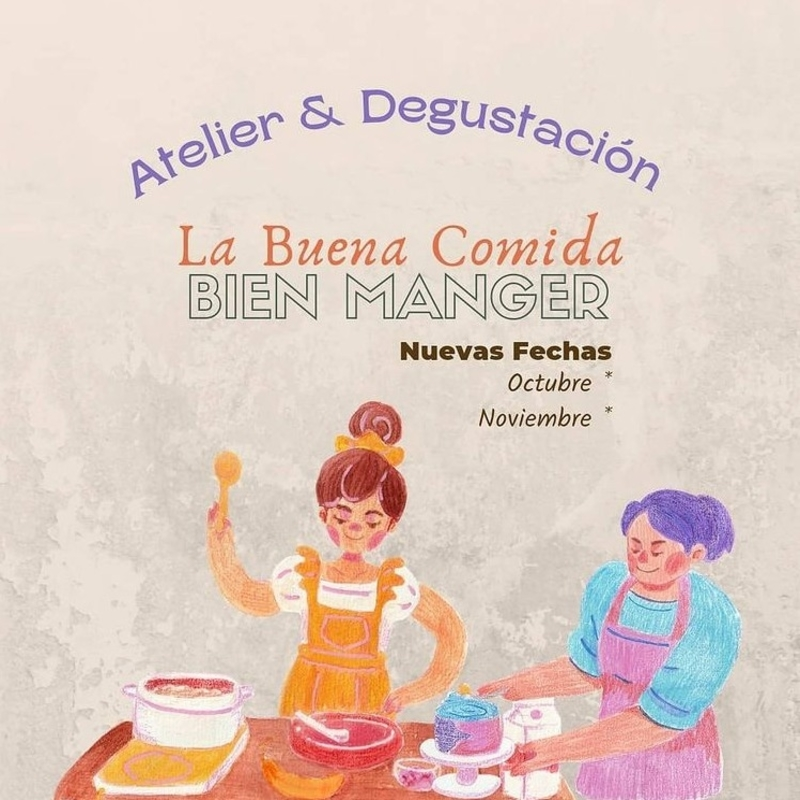 Atelier & Degustación
La Buena Comida
BIEN MANGER
Nuevas Fechas
Octubre *
Noviembre *